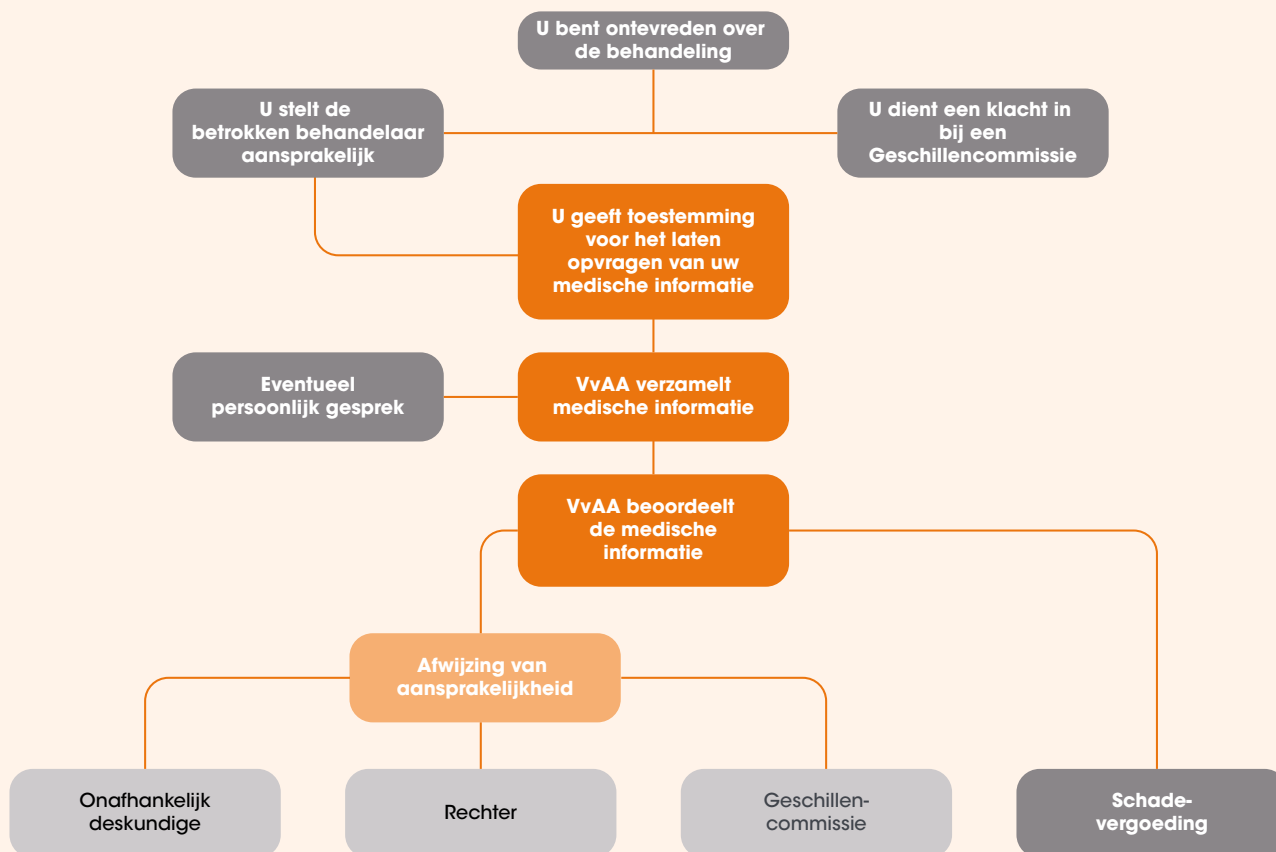 U bent ontevreden over
de behandeling
U stelt de
betrokken behandelaar
aansprakelijk
U dient een klacht in
bij een
Geschillencommissie
U geeft toestemming
voor het laten
opvragen van uw
medische informatie
Eventueel
persoonlijk gesprek
VvAA verzamelt
medische informatie
VvAA beoordeelt
de medische
informatie
Afwijzing van
aansprakelijkheid
Onafhankelijk
deskundige
Rechter
Geschillen-
commissie
Schade-
vergoeding